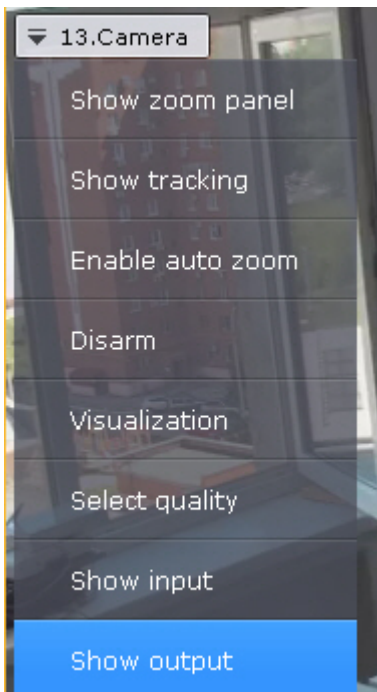 13.Camera
Show zoom panel
Show tracking
Enable auto zoom
Disarm
Visualization
Select quality
Show input
Show output